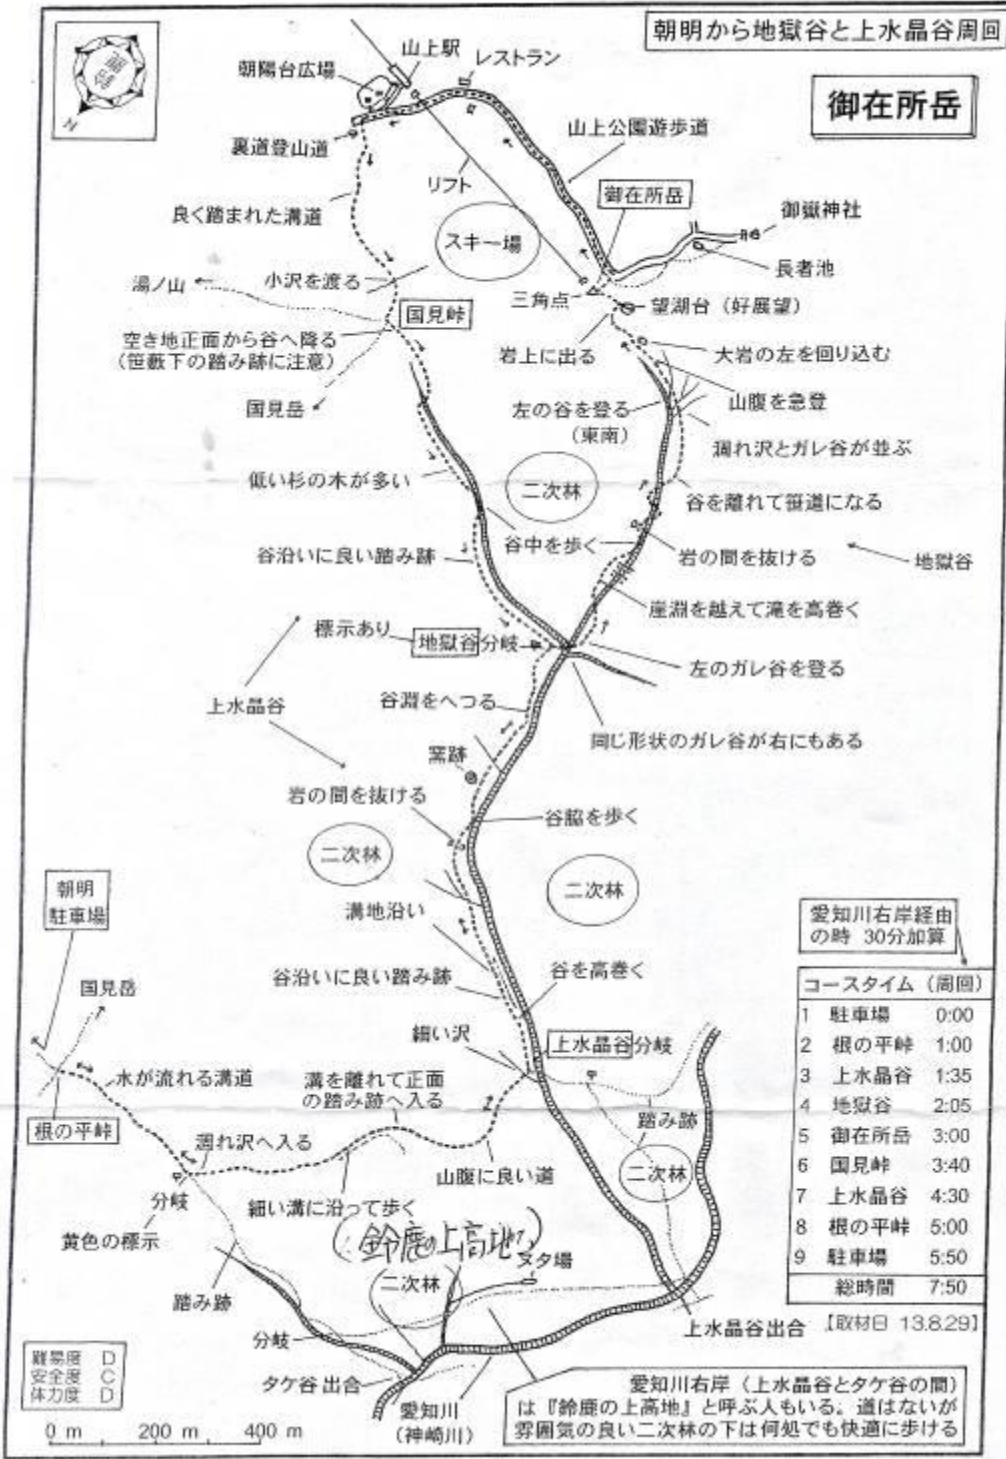 朝明から地獄谷と上水晶谷周回
御在所岳
N
山上駅
レストラン
朝陽台広場
山上公園遊歩道
裏道登山道
リフト
良く踏まれた溝道
御在所岳
御嶽神社
スキー場
長者池
湯ノ山
小沢を渡る
三角点
望湖台（好展望）
国見峠
空き地正面から谷へ降る
（笹藪下の踏み跡に注意）
岩上に出る
大岩の左を回り込む
国見岳
左の谷を登る
（東南）
山腹を急登
涸れ沢とガレ谷が並ぶ
低い杉の木が多い
二次林
谷を離れて笹道になる
谷沿いに良い踏み跡
谷中を歩く
岩の間を抜ける
地獄谷
崖淵を越えて滝を高巻く
標示あり
地獄谷分岐
左のガレ谷を登る
上水晶谷
谷淵をへつる
同じ形状のガレ谷が右にもある
窯跡
岩の間を抜ける
谷脇を歩く
二次林
二次林
朝明
駐車場
溝地沿い
愛知川右岸経由
の時 30分加算
国見岳
谷沿いに良い踏み跡
谷を高巻く
細い沢
上水晶谷分岐
コースタイム（周回）
1 駐車場 0:00
2 根の平峠 1:00
3 上水晶谷 1:35
4 地獄谷 2:05
5 御在所岳 3:00
6 国見峠 3:40
7 上水晶谷 4:30
8 根の平峠 5:00
9 駐車場 5:50
総時間 7:50
水が流れる溝道
溝を離れて正面
の踏み跡へ入る
踏み跡
根の平峠
涸れ沢へ入る
二次林
分岐
山腹に良い道
細い溝に沿って歩く
黄色の標示
（鈴鹿の上高地）
ヌタ場
二次林
踏み跡
分岐
上水晶谷出合
【取材日 13.8.29】
難易度 D
安全度 C
体力度 D
タケ谷出合
愛知川
（神崎川）
愛知川右岸（上水晶谷とタケ谷の間）
は『鈴鹿の上高地』と呼ぶ人もいる。道はないが
雰囲気の良い二次林の下は何処でも快適に歩ける
0 m 200 m 400 m